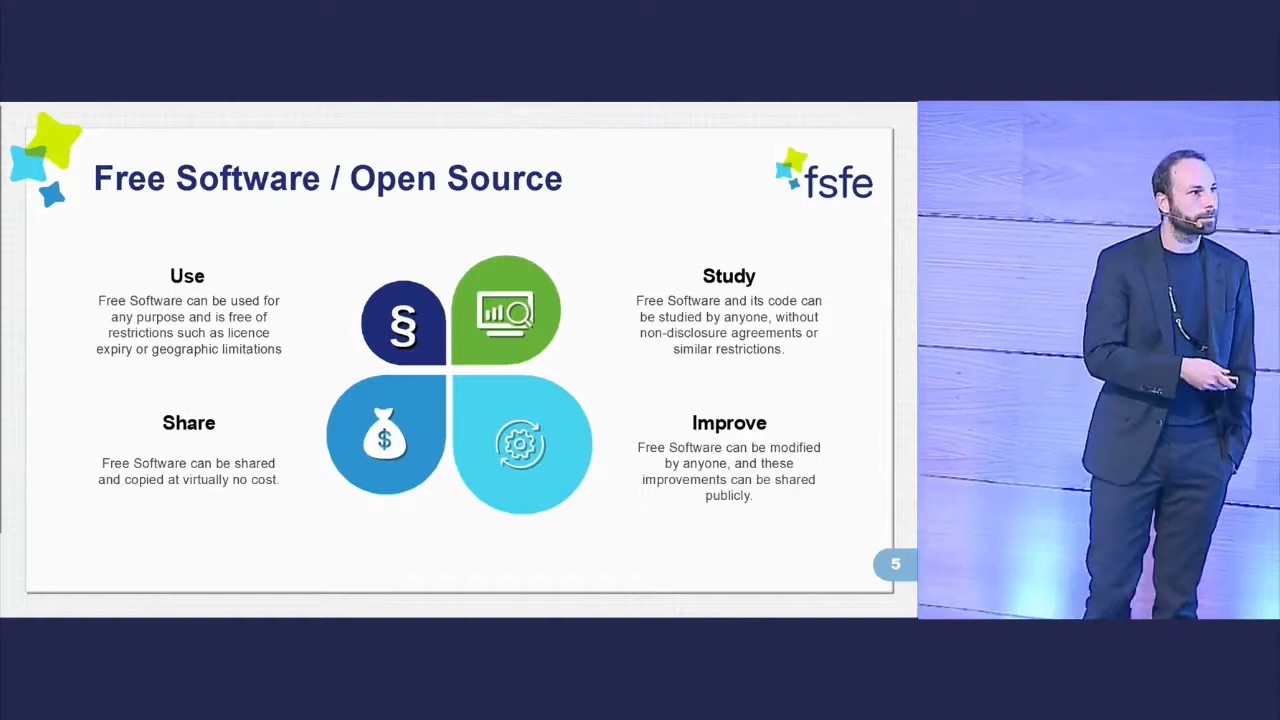 Free Software / Open Source
fsfe
Use
Free Software can be used for
any purpose and is free of
restrictions such as licence
expiry or geographic limitations
Study
Free Software and its code can
be studied by anyone, without
non-disclosure agreements or
similar restrictions.
§
$
Share
Free Software can be shared
and copied at virtually no cost.
Improve
Free Software can be modified
by anyone, and these
improvements can be shared
publicly.
5